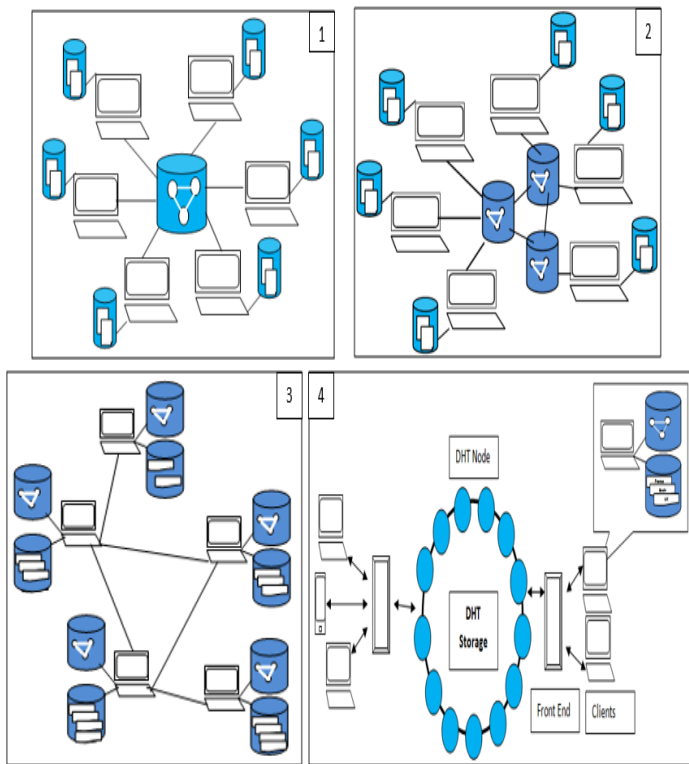 1
2
3
4
DHT Node
DHT
Storage
Front End
Clients